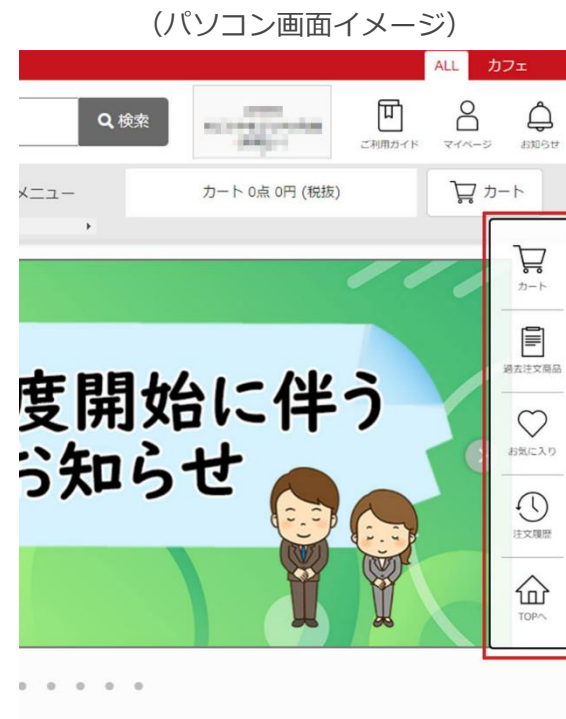 （パソコン画面イメージ）
ALL カフェ
検索
ご利用ガイド マイページ お知らせ
メニュー
カート 0点 0円 (税抜)
カート
カート
過去注文商品
お気に入り
注文履歴
TOPへ
度開始に伴う
お知らせ